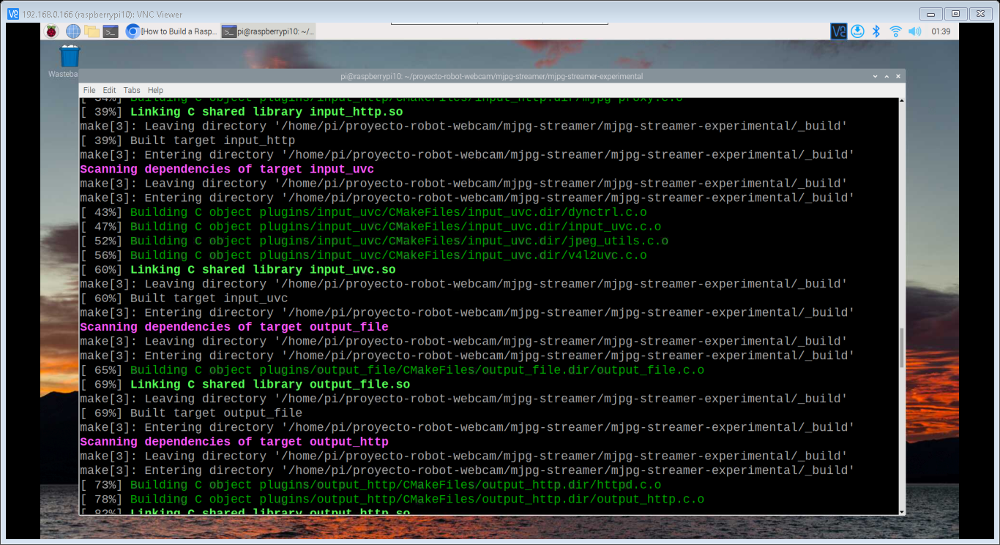 192.168.0.166 (raspberrypi10): VNC Viewer
[How to Build a Rasp...
pi@raspberrypi10: ~/...
01:39
Wasteba
pi@raspberrypi10: ~/proyecto-robot-webcam/mjpg-streamer/mjpg-streamer-experimental
File Edit Tabs Help
[ 34%] Building C object plugins/input_http/CMakeFiles/input_http.dir/mjpg-proxy.c.o
[ 39%] Linking C shared library input_http.so
make[3]: Leaving directory '/home/pi/proyecto-robot-webcam/mjpg-streamer/mjpg-streamer-experimental/_build'
[ 39%] Built target input_http
make[3]: Entering directory '/home/pi/proyecto-robot-webcam/mjpg-streamer/mjpg-streamer-experimental/_build'
Scanning dependencies of target input_uvc
make[3]: Leaving directory '/home/pi/proyecto-robot-webcam/mjpg-streamer/mjpg-streamer-experimental/_build'
make[3]: Entering directory '/home/pi/proyecto-robot-webcam/mjpg-streamer/mjpg-streamer-experimental/_build'
[ 43%] Building C object plugins/input_uvc/CMakeFiles/input_uvc.dir/dynctrl.c.o
[ 47%] Building C object plugins/input_uvc/CMakeFiles/input_uvc.dir/input_uvc.c.o
[ 52%] Building C object plugins/input_uvc/CMakeFiles/input_uvc.dir/jpeg_utils.c.o
[ 56%] Building C object plugins/input_uvc/CMakeFiles/input_uvc.dir/v4l2uvc.c.o
[ 60%] Linking C shared library input_uvc.so
make[3]: Leaving directory '/home/pi/proyecto-robot-webcam/mjpg-streamer/mjpg-streamer-experimental/_build'
[ 60%] Built target input_uvc
make[3]: Entering directory '/home/pi/proyecto-robot-webcam/mjpg-streamer/mjpg-streamer-experimental/_build'
Scanning dependencies of target output_file
make[3]: Leaving directory '/home/pi/proyecto-robot-webcam/mjpg-streamer/mjpg-streamer-experimental/_build'
make[3]: Entering directory '/home/pi/proyecto-robot-webcam/mjpg-streamer/mjpg-streamer-experimental/_build'
[ 65%] Building C object plugins/output_file/CMakeFiles/output_file.dir/output_file.c.o
[ 69%] Linking C shared library output_file.so
make[3]: Leaving directory '/home/pi/proyecto-robot-webcam/mjpg-streamer/mjpg-streamer-experimental/_build'
[ 69%] Built target output_file
make[3]: Entering directory '/home/pi/proyecto-robot-webcam/mjpg-streamer/mjpg-streamer-experimental/_build'
Scanning dependencies of target output_http
make[3]: Leaving directory '/home/pi/proyecto-robot-webcam/mjpg-streamer/mjpg-streamer-experimental/_build'
make[3]: Entering directory '/home/pi/proyecto-robot-webcam/mjpg-streamer/mjpg-streamer-experimental/_build'
[ 73%] Building C object plugins/output_http/CMakeFiles/output_http.dir/httpd.c.o
[ 78%] Building C object plugins/output_http/CMakeFiles/output_http.dir/output_http.c.o
[ 82%] Linking C shared library output_http.so